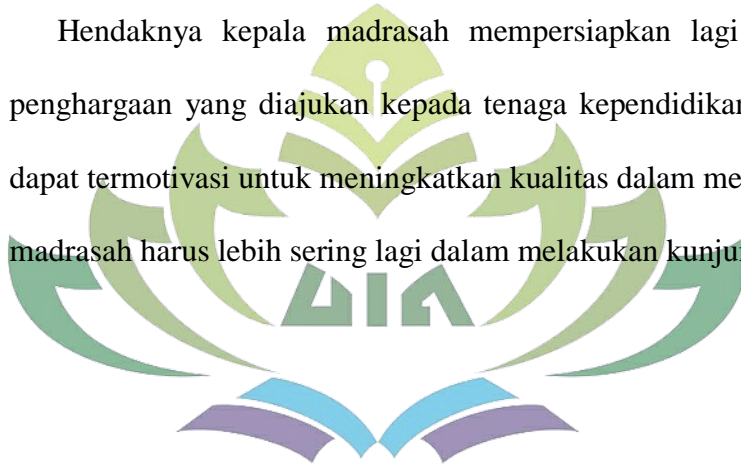 Hendaknya kepala madrasah mempersiapkan lagi
penghargaan yang diajukan kepada tenaga kependidikan
dapat termotivasi untuk meningkatkan kualitas dalam me
madrasah harus lebih sering lagi dalam melakukan kunju
UIN